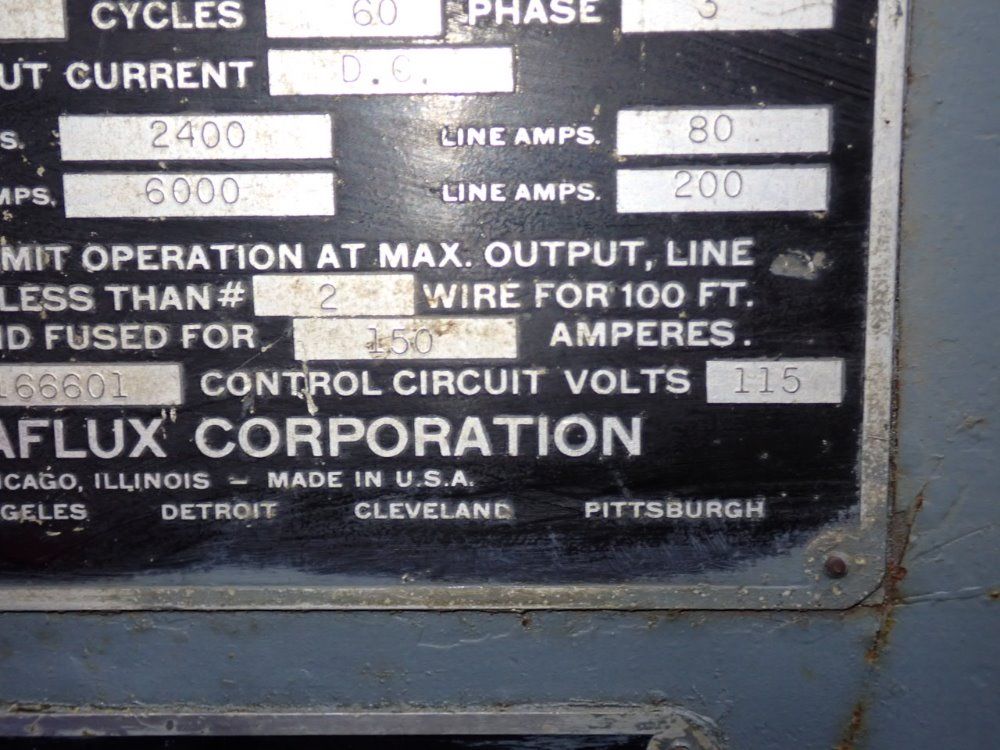 CYCLES 60 PHASE 3
UT CURRENT D.C.
S. 2400 LINE AMPS. 80
MPS. 6000 LINE AMPS. 200
MIT OPERATION AT MAX. OUTPUT, LINE
LESS THAN # 2 WIRE FOR 100 FT.
ND FUSED FOR 150 AMPERES.
166601 CONTROL CIRCUIT VOLTS 115
AFLUX CORPORATION
ICAGO, ILLINOIS – MADE IN U.S.A.
GELES DETROIT CLEVELAND PITTSBURGH